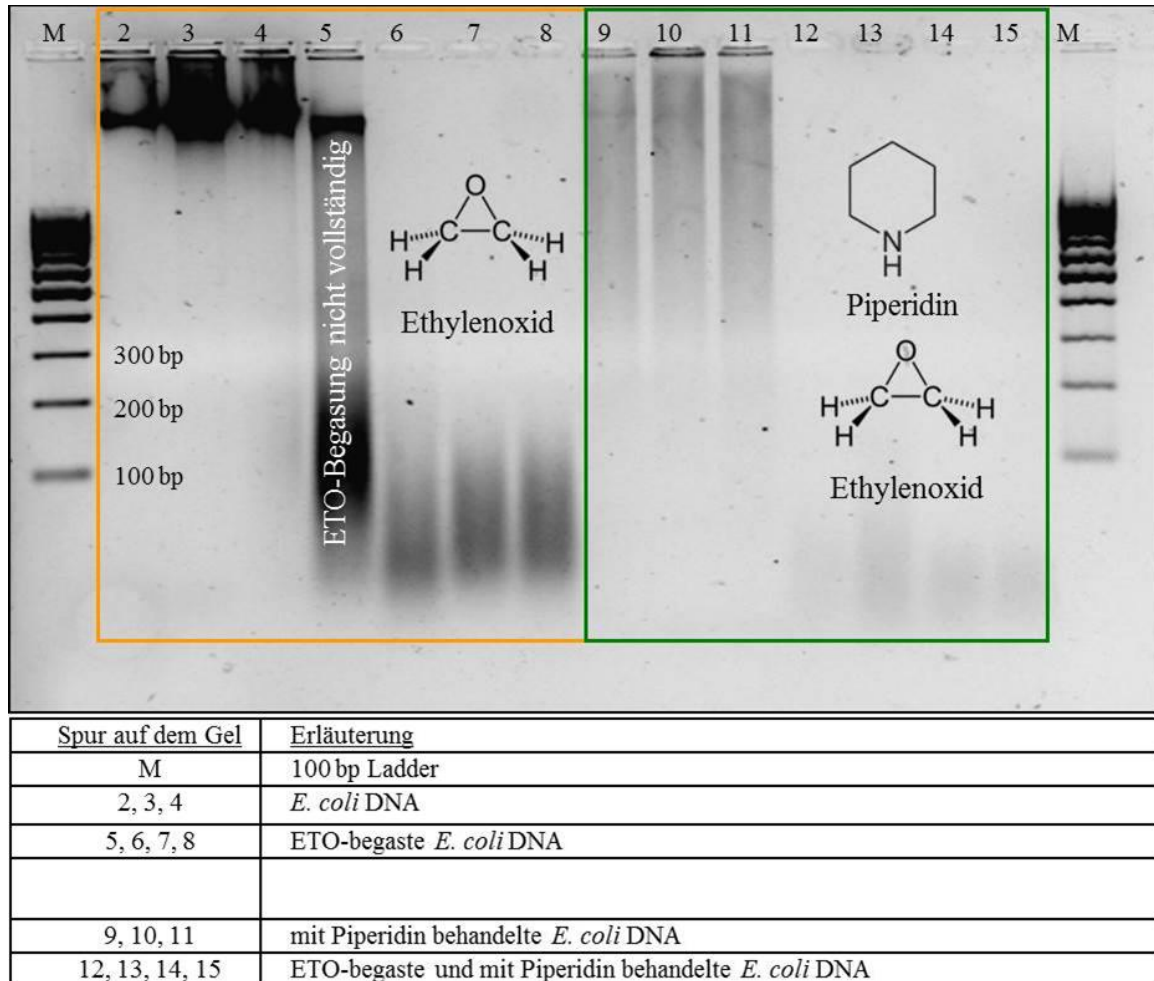 M 2 3 4 5 6 7 8 9 10 11 12 13 14 15 M
ETO-Begasung nicht vollständig
O
H C C H
H H
Ethylenoxid
300 bp
200 bp
100 bp
N
H
Piperidin
O
H C C H
H H
Ethylenoxid
Spur auf dem Gel Erläuterung
M 100 bp Ladder
2, 3, 4 E. coli DNA
5, 6, 7, 8 ETO-begaste E. coli DNA
9, 10, 11 mit Piperidin behandelte E. coli DNA
12, 13, 14, 15 ETO-begaste und mit Piperidin behandelte E. coli DNA